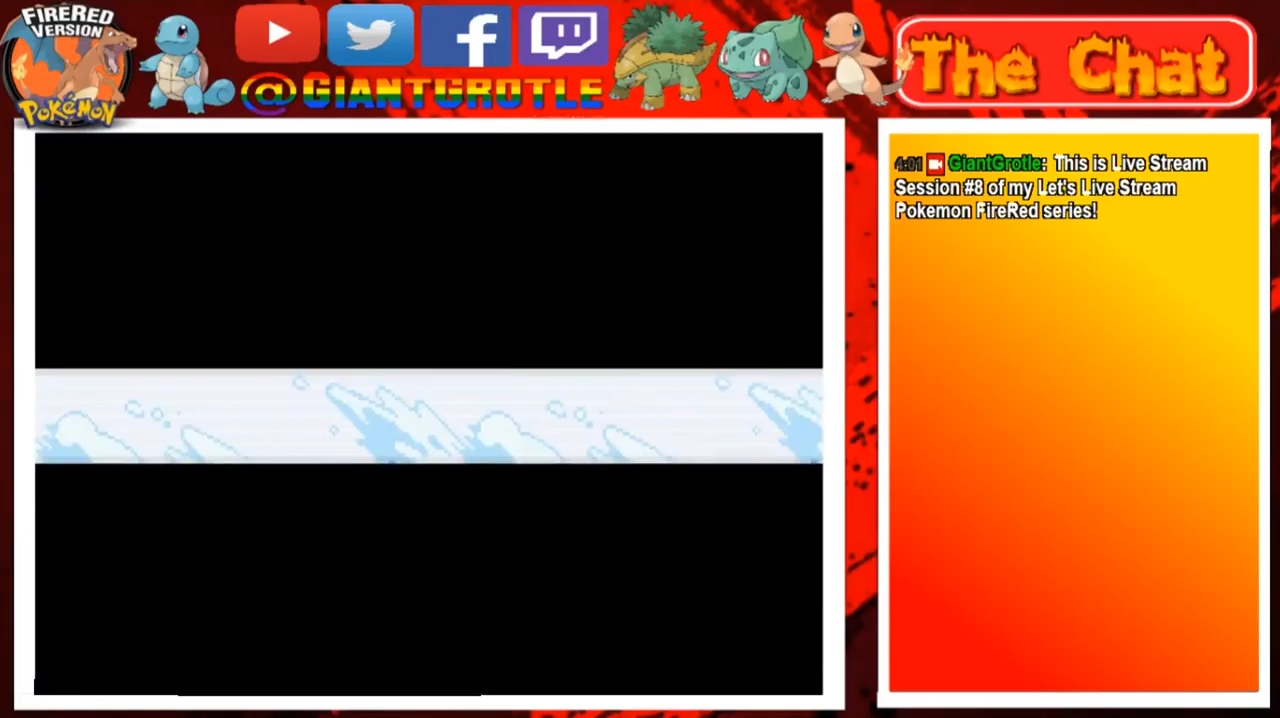 FIRERED
VERSION
POKéMON
@GIANTGROTLE
The Chat
4:01 GiantGrotle: This is Live Stream
Session #8 of my Let's Live Stream
Pokemon FireRed series!